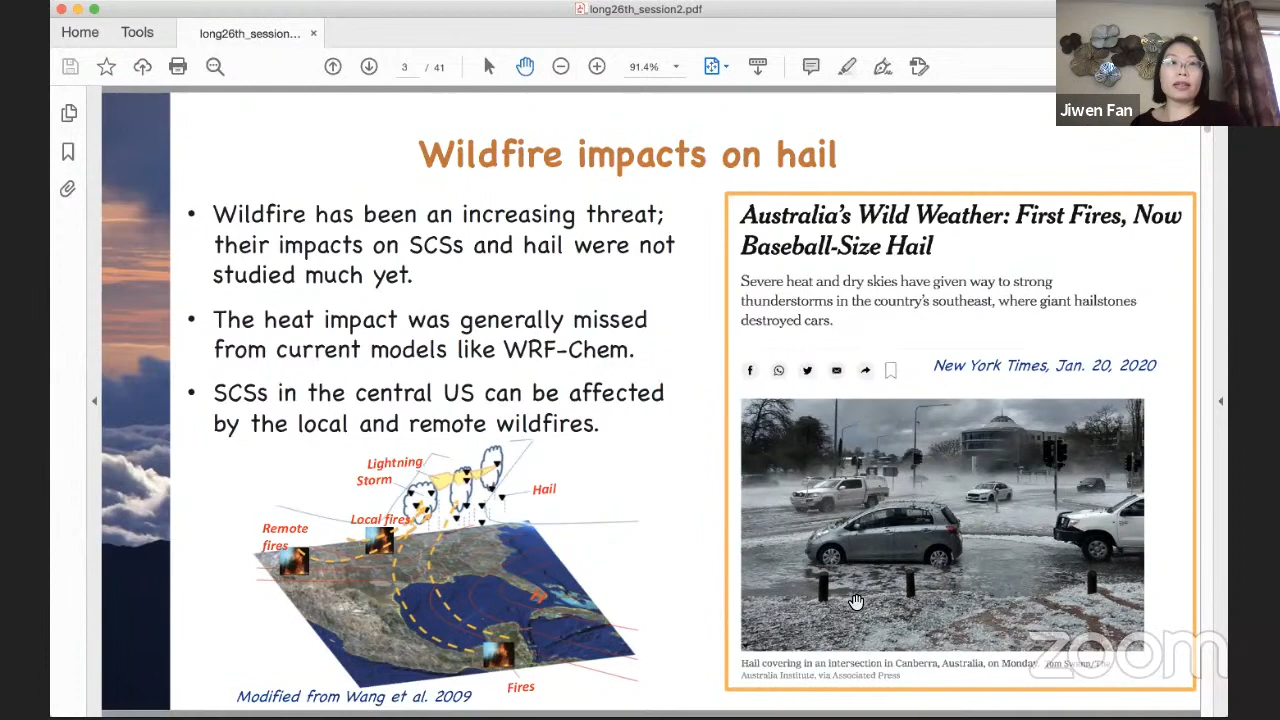 long26th_session2.pdf
Home
Tools
long26th_session...
×
3 / 41
91.4%
Jiwen Fan
Wildfire impacts on hail
• Wildfire has been an increasing threat;
their impacts on SCSs and hail were not
studied much yet.
• The heat impact was generally missed
from current models like WRF-Chem.
• SCSs in the central US can be affected
by the local and remote wildfires.
Lightning
Storm
Hail
Local fires
Remote
fires
Fires
Modified from Wang et al. 2009
Australia's Wild Weather: First Fires, Now
Baseball-Size Hail
Severe heat and dry skies have given way to strong
thunderstorms in the country's southeast, where giant hailstones
destroyed cars.
New York Times, Jan. 20, 2020
Hail covering in an intersection in Canberra, Australia, on Monday.
Australia Institute, via Associated Press
zoom